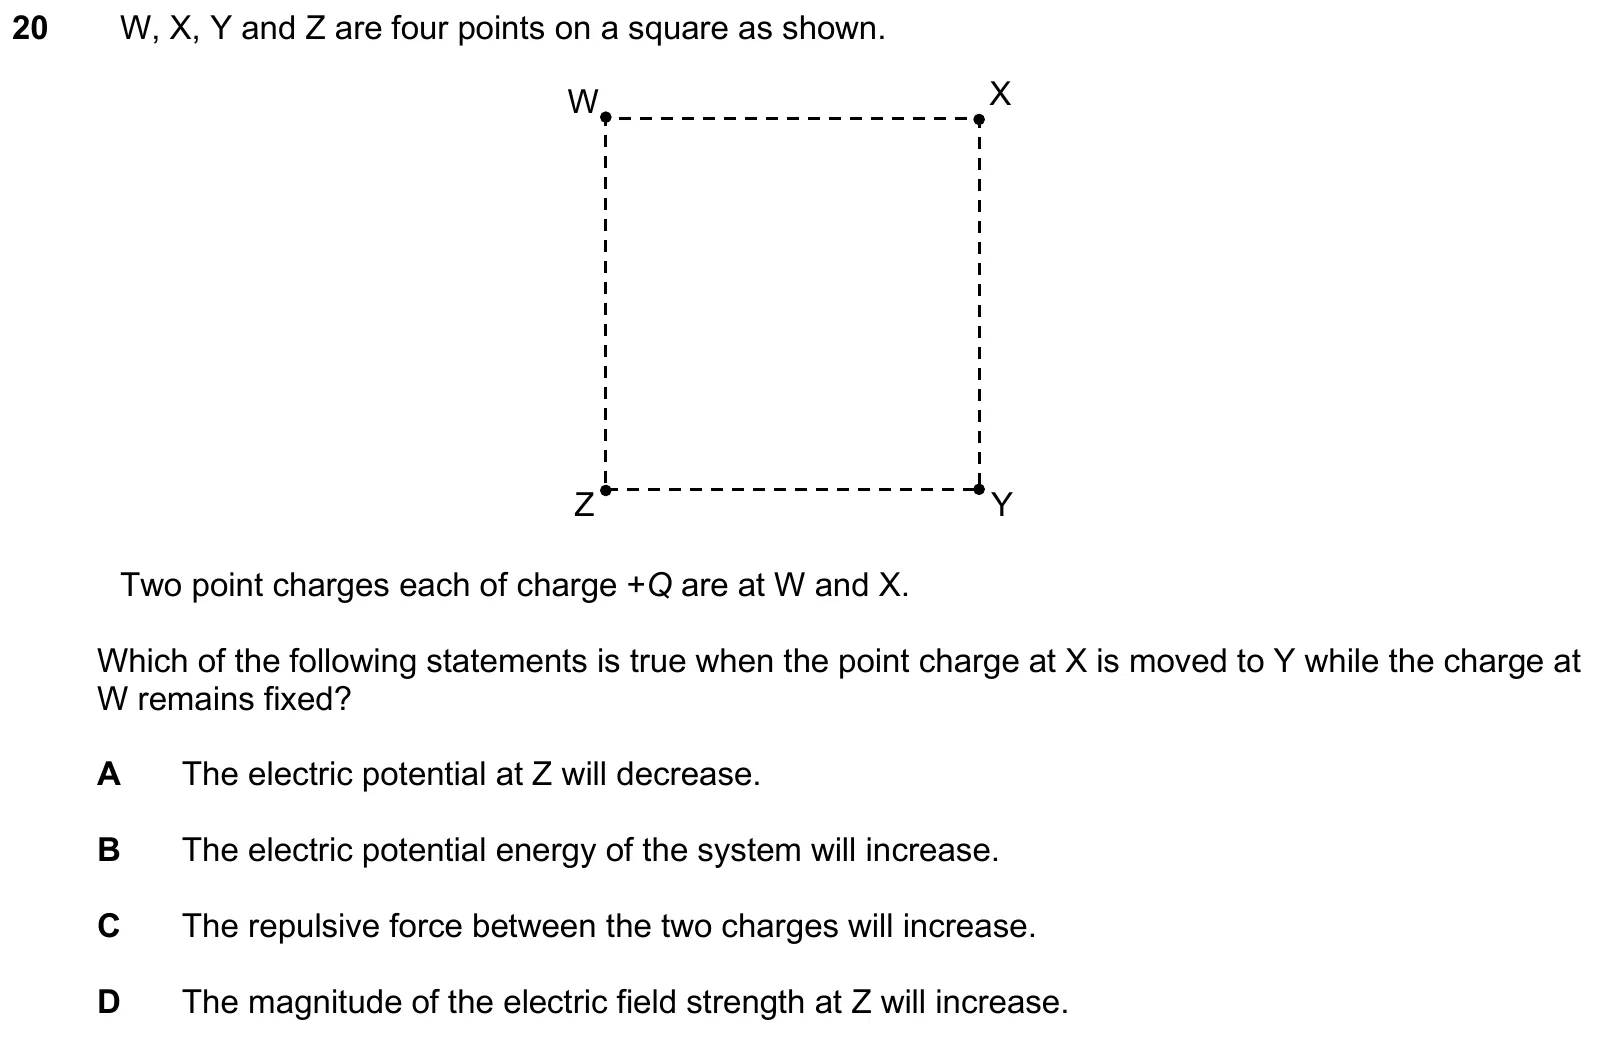 20 W, X, Y and Z are four points on a square as shown.
W
X
Z
Y
Two point charges each of charge +Q are at W and X.
Which of the following statements is true when the point charge at X is moved to Y while the charge at
W remains fixed?
A The electric potential at Z will decrease.
B The electric potential energy of the system will increase.
C The repulsive force between the two charges will increase.
D The magnitude of the electric field strength at Z will increase.